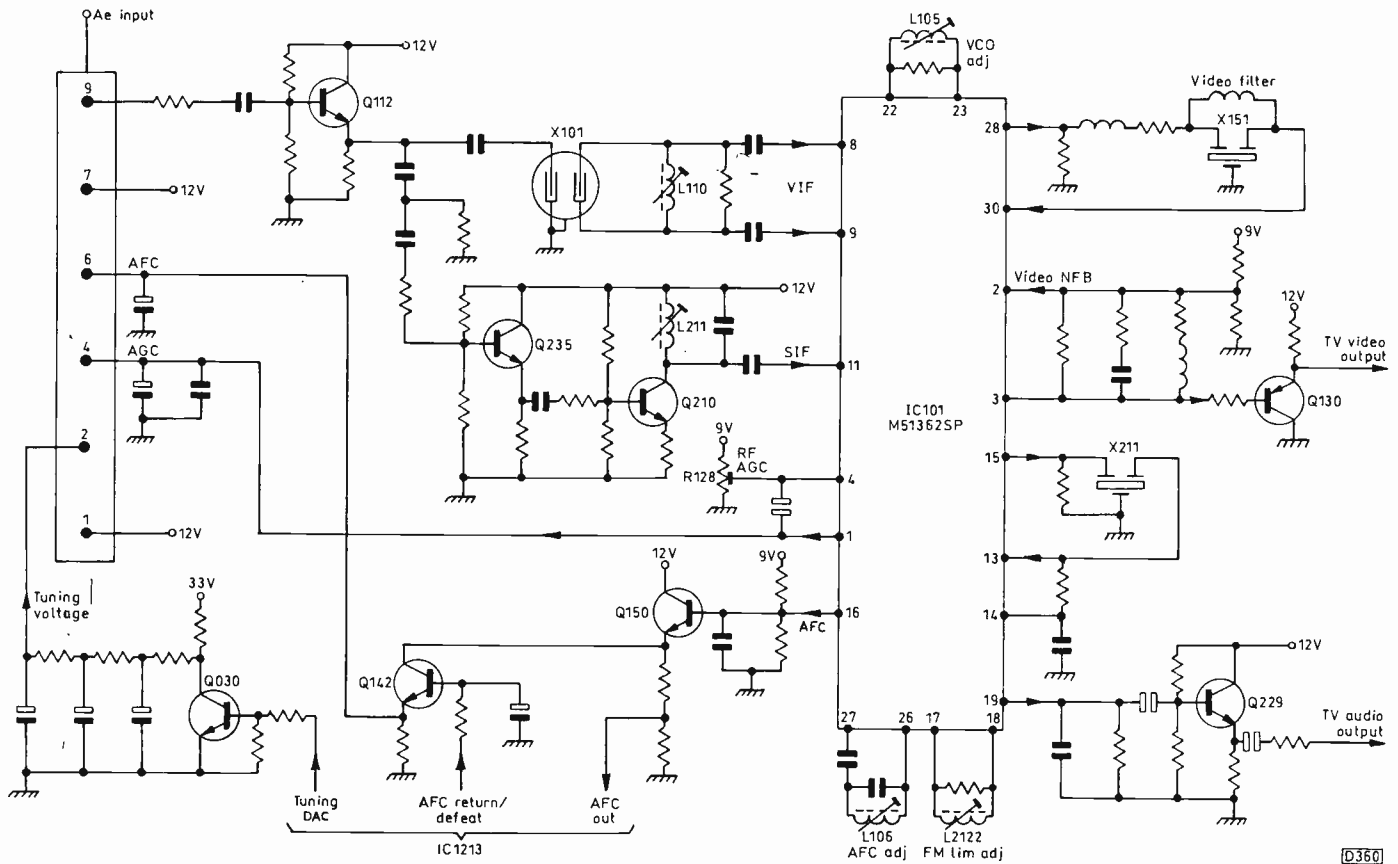 Ae input
L105
VCO
adj
22
23
12V
9
Q112
Video filter
28
X151
X101
8
7
12V
L110
VIF
30
9
9V
6
AFC
12V
2
Video NFB
12V
L211
Q235
TV video
output
4
AGC
SIF
11
Q210
IC101
M51362SP
3
Q130
9V
RF
AGC
2
R128
4
15
X211
1
12V
1
13
12V
9V
Tuning
voltage
33V
Q150
16
AFC
14
12V
Q030
Q142
19
Q229
27
26
17
18
TV audio
output
Tuning
DAC
AFC return/
defeat
AFC
out
L106
AFC adj
L2122
FM lim adj
IC1213
D360